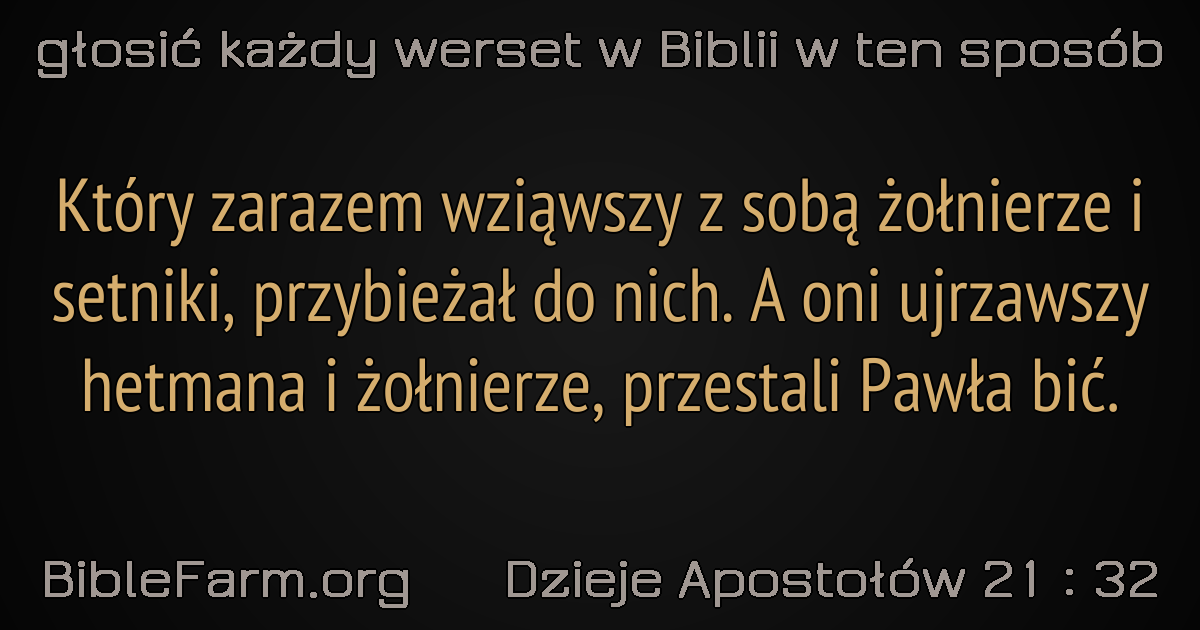 głosić każdy werset w Biblii w ten sposób
Który zarazem wziąwszy z sobą żołnierze i
setniki, przybieżał do nich. A oni ujrzawszy
hetmana i żołnierze, przestali Pawła bić.
BibleFarm.org Dzieje Apostołów 21 : 32